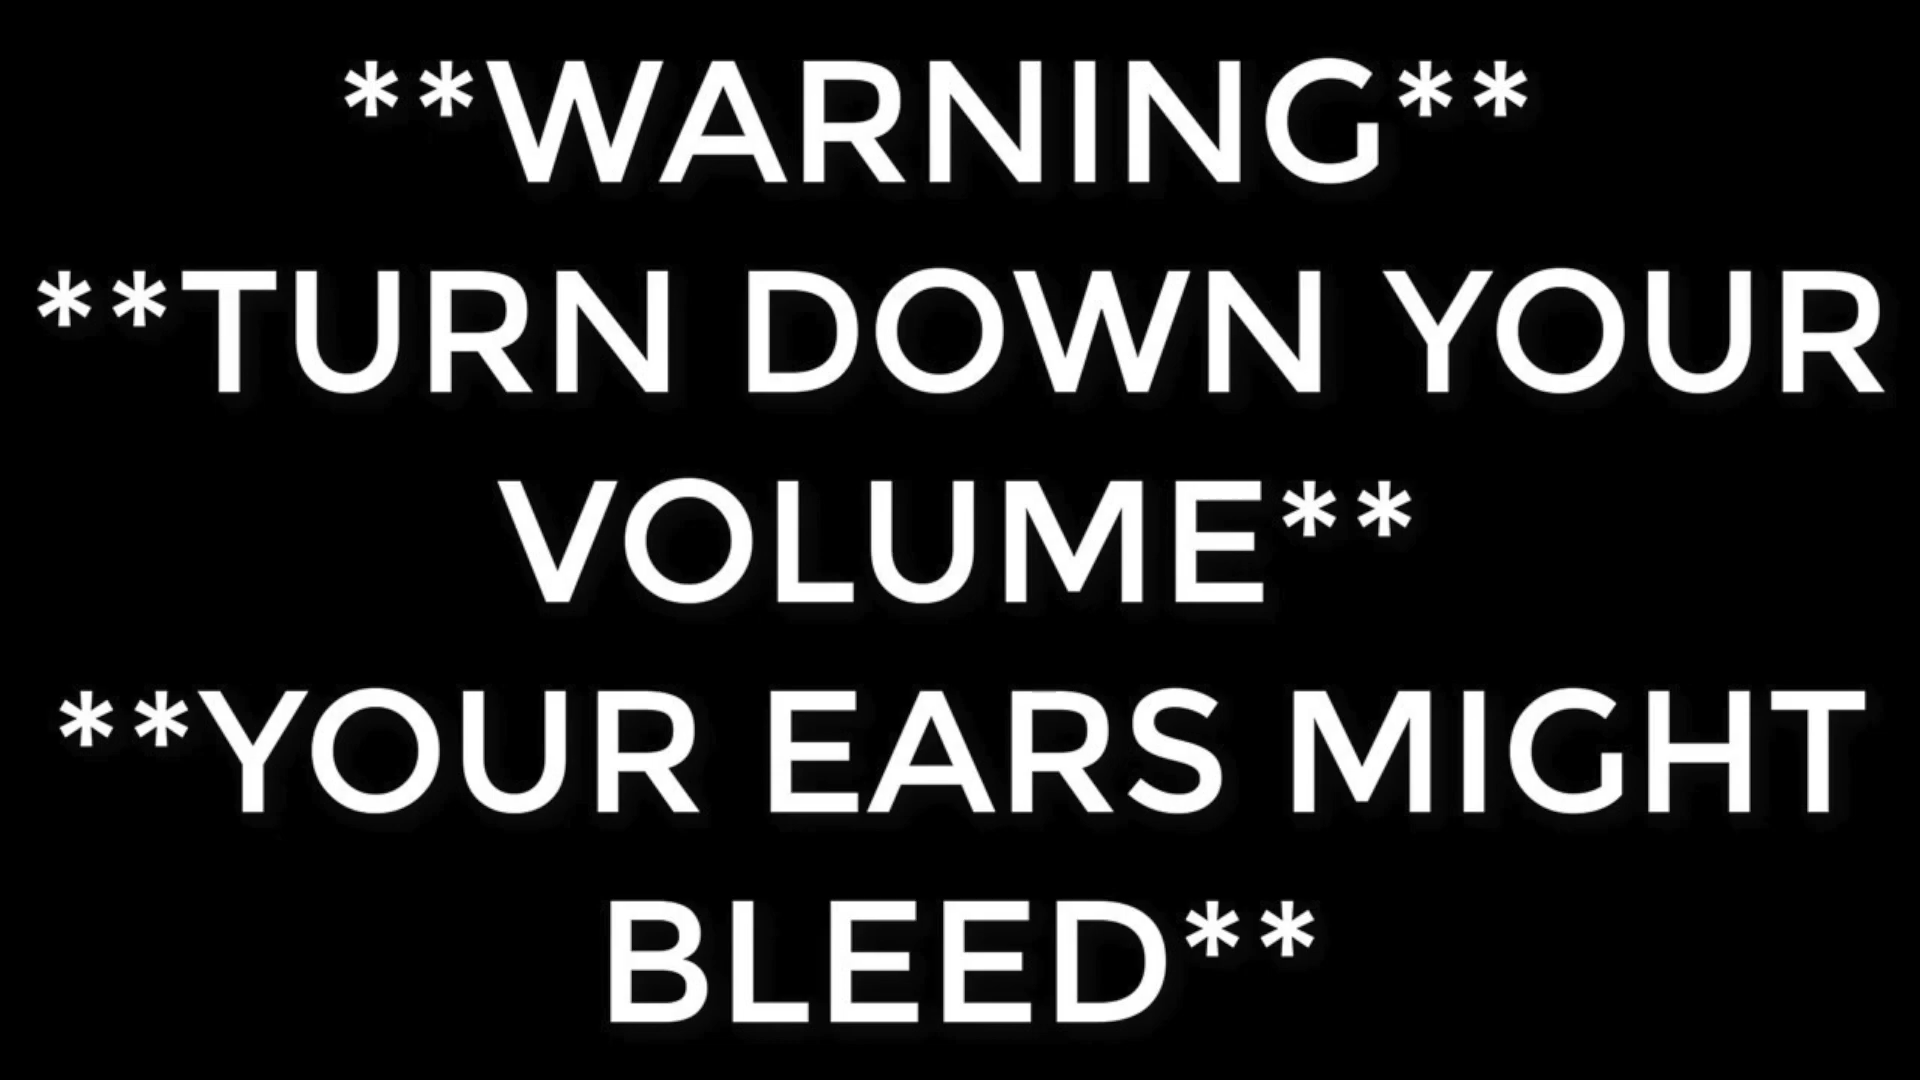 **WARNING**
**TURN DOWN YOUR
VOLUME**
**YOUR EARS MIGHT
BLEED**